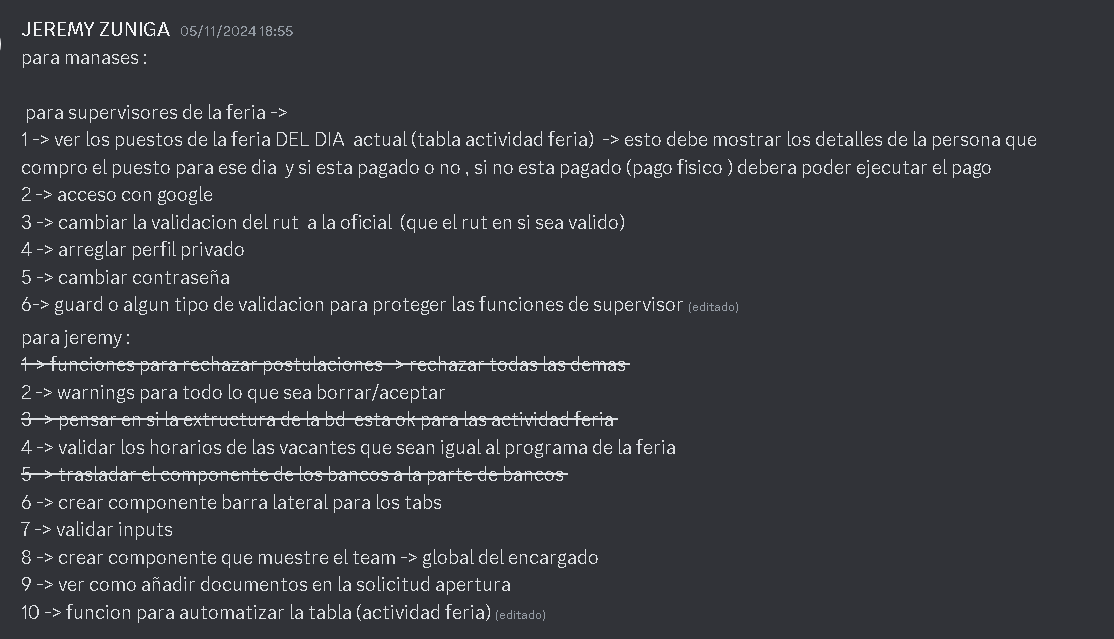 JEREMY ZUNIGA 05/11/2024 18:55
para manases :
para supervisores de la feria ->
1 -> ver los puestos de la feria DEL DIA actual (tabla actividad feria) -> esto debe mostrar los detalles de la persona que
compro el puesto para ese dia y si esta pagado o no , si no esta pagado (pago fisico ) debera poder ejecutar el pago
2 -> acceso con google
3 -> cambiar la validacion del rut a la oficial (que el rut en si sea valido)
4 -> arreglar perfil privado
5 -> cambiar contraseña
6-> guard o algun tipo de validacion para proteger las funciones de supervisor (editado)
para jeremy :
1 -> funciones para rechazar postulaciones -> rechazar todas las demas
2 -> warnings para todo lo que sea borrar/aceptar
3 -> pensar en si la extructura de la bd esta ok para las actividad feria
4 -> validar los horarios de las vacantes que sean igual al programa de la feria
5 -> trasladar el componente de los bancos a la parte de bancos
6 -> crear componente barra lateral para los tabs
7 -> validar inputs
8 -> crear componente que muestre el team -> global del encargado
9 -> ver como añadir documentos en la solicitud apertura
10 -> funcion para automatizar la tabla (actividad feria) (editado)